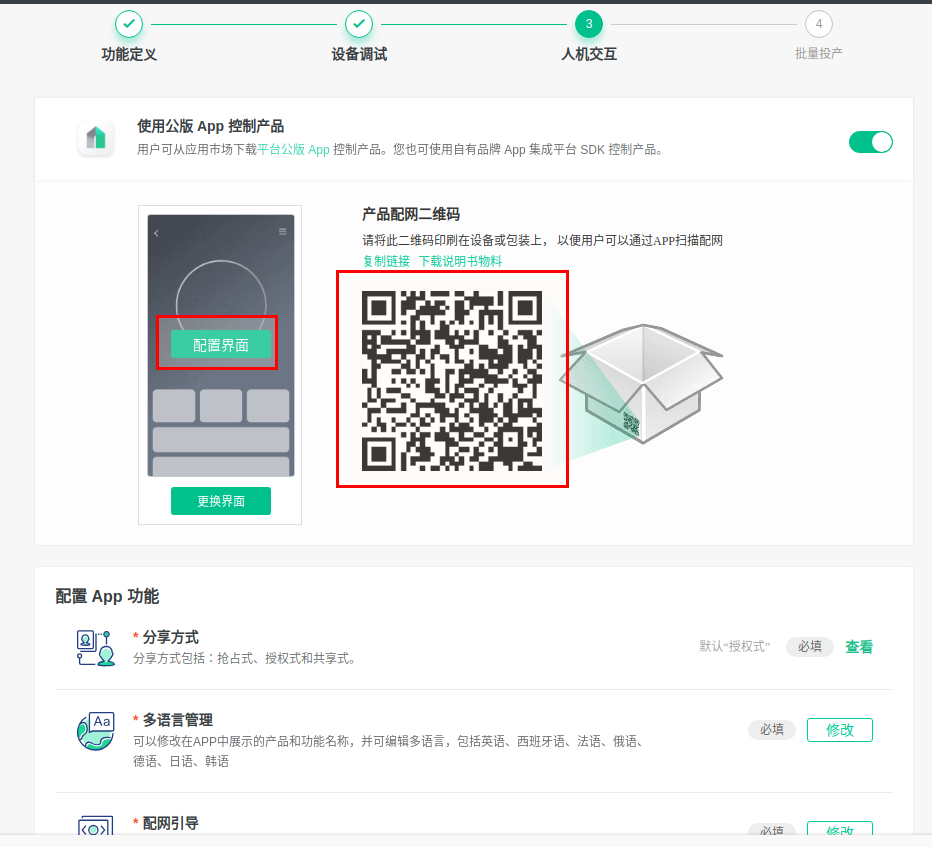 3
4
功能定义
设备调试
人机交互
批量投产
使用公版 App 控制产品
用户可从应用市场下载平台公版 App 控制产品。您也可使用自有品牌 App 集成平台 SDK 控制产品。
产品配网二维码
请将此二维码印刷在设备或包装上， 以便用户可以通过APP扫描配网
复制链接 下载说明书物料
配置界面
更换界面
配置 App 功能
* 分享方式
分享方式包括：抢占式、授权式和共享式。
默认“授权式”
必填
查看
Aa
* 多语言管理
可以修改在APP中展示的产品和功能名称，并可编辑多语言，包括英语、西班牙语、法语、俄语、
德语、日语、韩语
必填
修改
* 配网引导
必填
修改